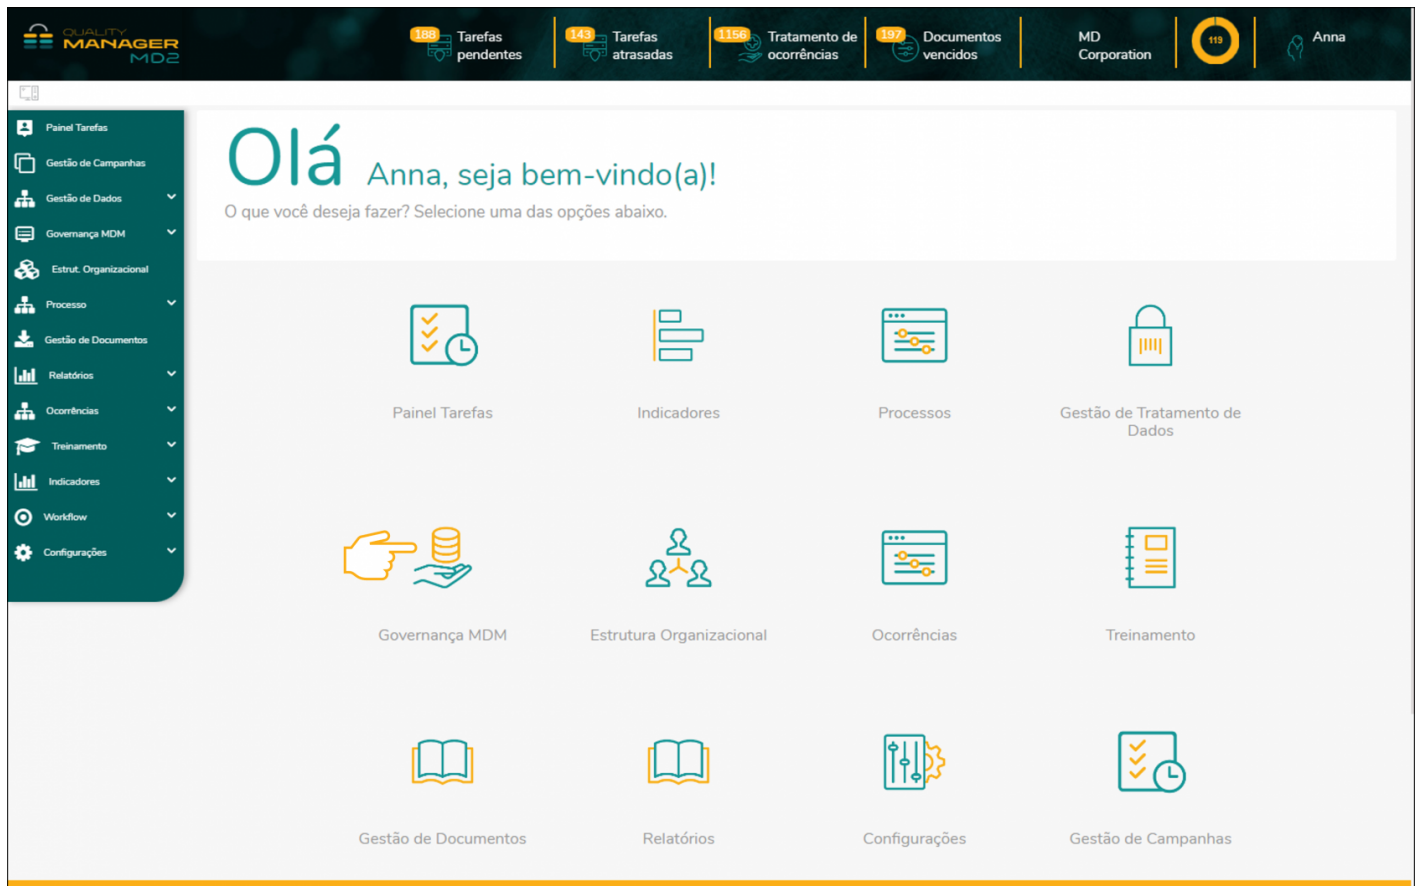 QUALITY
MANAGER
MD2
188
Tarefas
pendentes
143
Tarefas
atrasadas
1156
Tratamento de
ocorrências
197
Documentos
vencidos
MD
Corporation
119
Anna
Painel Tarefas
Gestão de Campanhas
Gestão de Dados
Governança MDM
Estrut. Organizacional
Processo
Gestão de Documentos
Relatórios
Ocorrências
Treinamento
Indicadores
Workflow
Configurações
Olá Anna, seja bem-vindo(a)!
O que você deseja fazer? Selecione uma das opções abaixo.
Painel Tarefas
Indicadores
Processos
Gestão de Tratamento de
Dados
Governança MDM
Estrutura Organizacional
Ocorrências
Treinamento
Gestão de Documentos
Relatórios
Configurações
Gestão de Campanhas